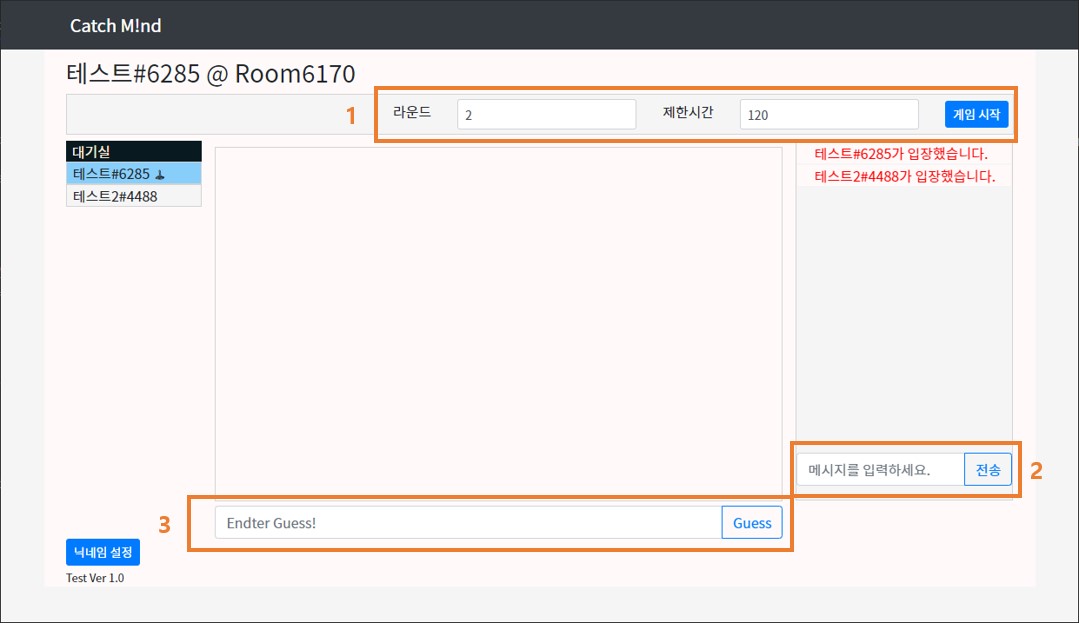 Catch M!nd
테스트#6285 @ Room6170
1 라운드 2 제한시간 120 게임 시작
대기실
테스트#6285
테스트2#4488
테스트#6285가 입장했습니다.
테스트2#4488가 입장했습니다.
메시지를 입력하세요. 전송 2
3 Endter Guess! Guess
닉네임 설정
Test Ver 1.0